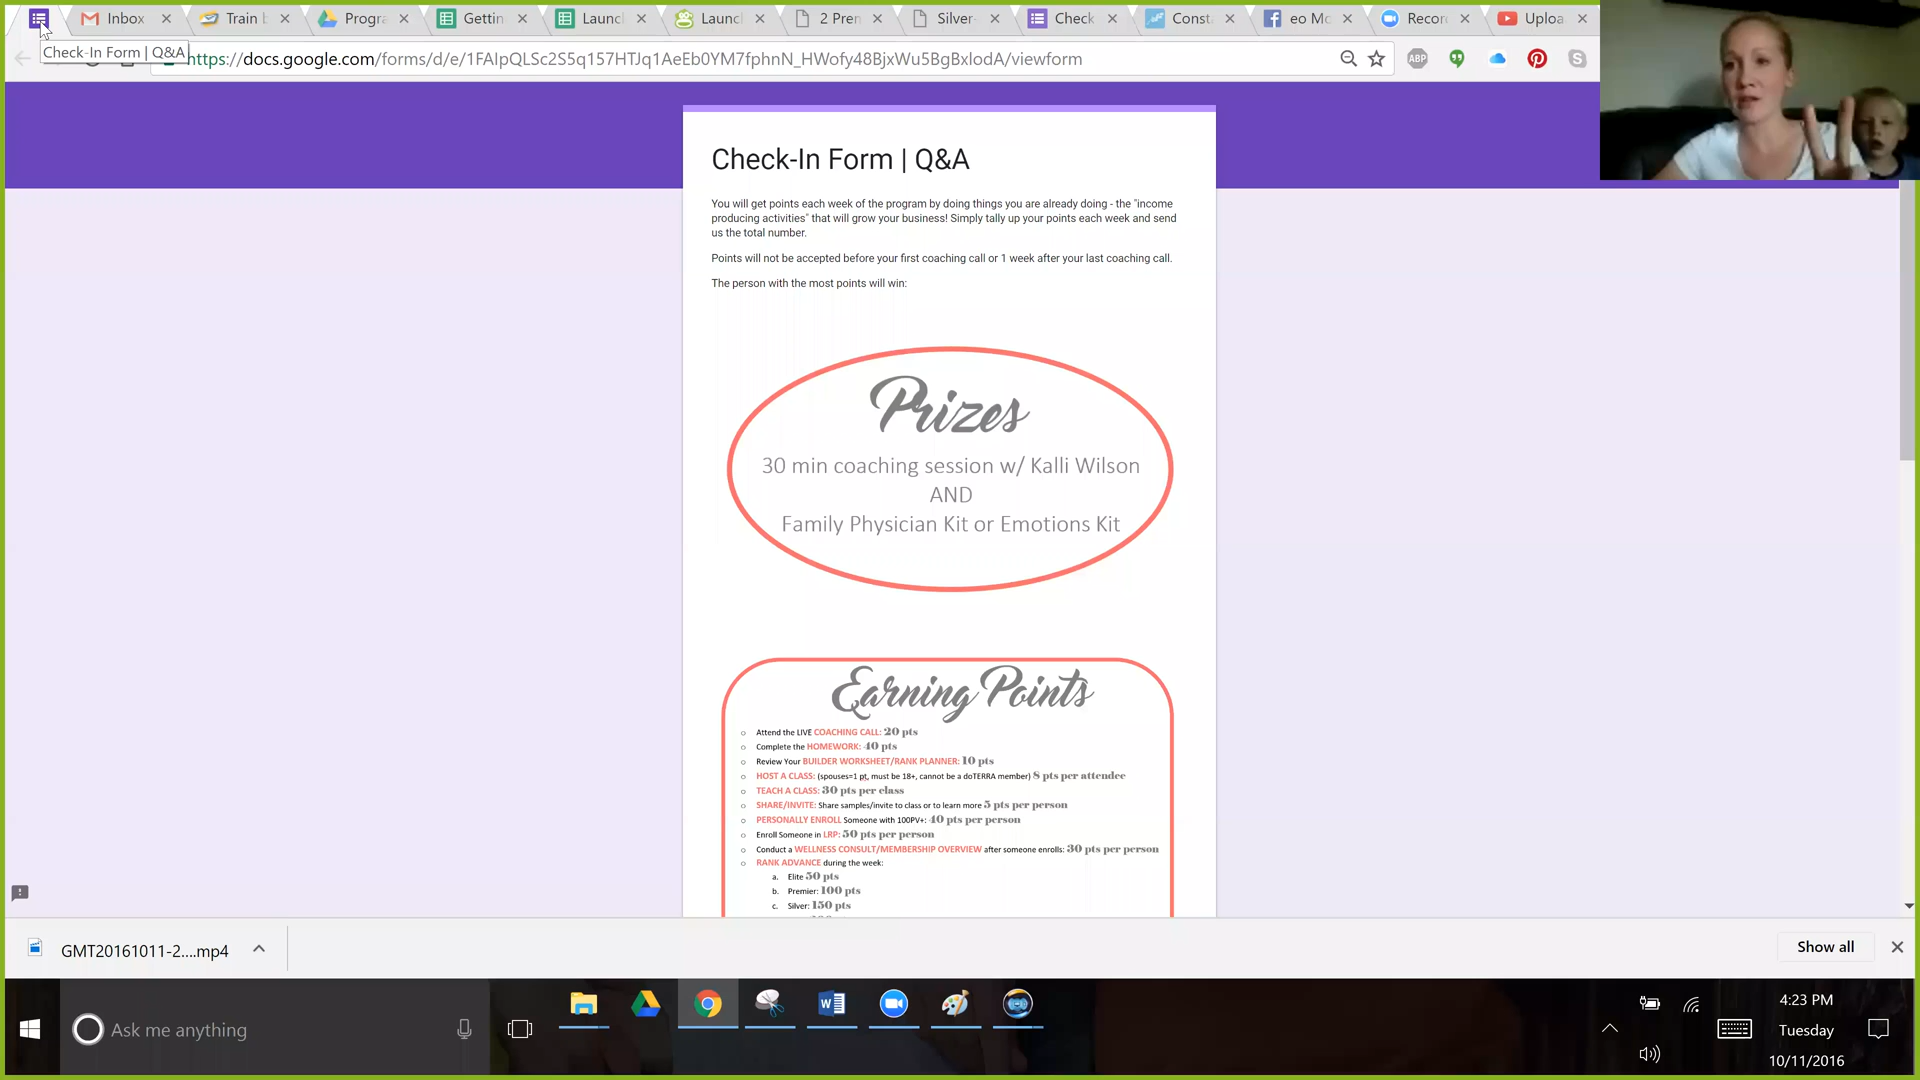 Inbox
Train
Progra
Gettin
Launc
Launc
2 Pren
Silver-
Check
Consta
eo Mo
Recor
Uploa
Check-In Form | Q&A
https://docs.google.com/forms/d/e/1FAIpQLSc2S5q157HTJq1AeEb0YM7fphnN_HWofy48BjxWu5BgBxlodA/viewform
ABP
Check-In Form | Q&A
You will get points each week of the program by doing things you are already doing - the "income
producing activities" that will grow your business! Simply tally up your points each week and send
us the total number.
Points will not be accepted before your first coaching call or 1 week after your last coaching call.
The person with the most points will win:
Prizes
30 min coaching session w/ Kalli Wilson
AND
Family Physician Kit or Emotions Kit
Earning Points
o Attend the LIVE COACHING CALL: 20 pts
o Complete the HOMEWORK: 40 pts
o Review Your BUILDER WORKSHEET/RANK PLANNER: 10 pts
o HOST A CLASS: (spouses=1 pt, must be 18+, cannot be a doTERRA member) 8 pts per attendee
o TEACH A CLASS: 30 pts per class
o SHARE/INVITE: Share samples/invite to class or to learn more 5 pts per person
o PERSONALLY ENROLL Someone with 100PV+: 40 pts per person
o Enroll Someone in LRP: 50 pts per person
o Conduct a WELLNESS CONSULT/MEMBERSHIP OVERVIEW after someone enrolls: 30 pts per person
o RANK ADVANCE during the week:
a. Elite 50 pts
b. Premier: 100 pts
c. Silver: 150 pts
GMT20161011-2....mp4
Show all
Ask me anything
4:23 PM
Tuesday
10/11/2016